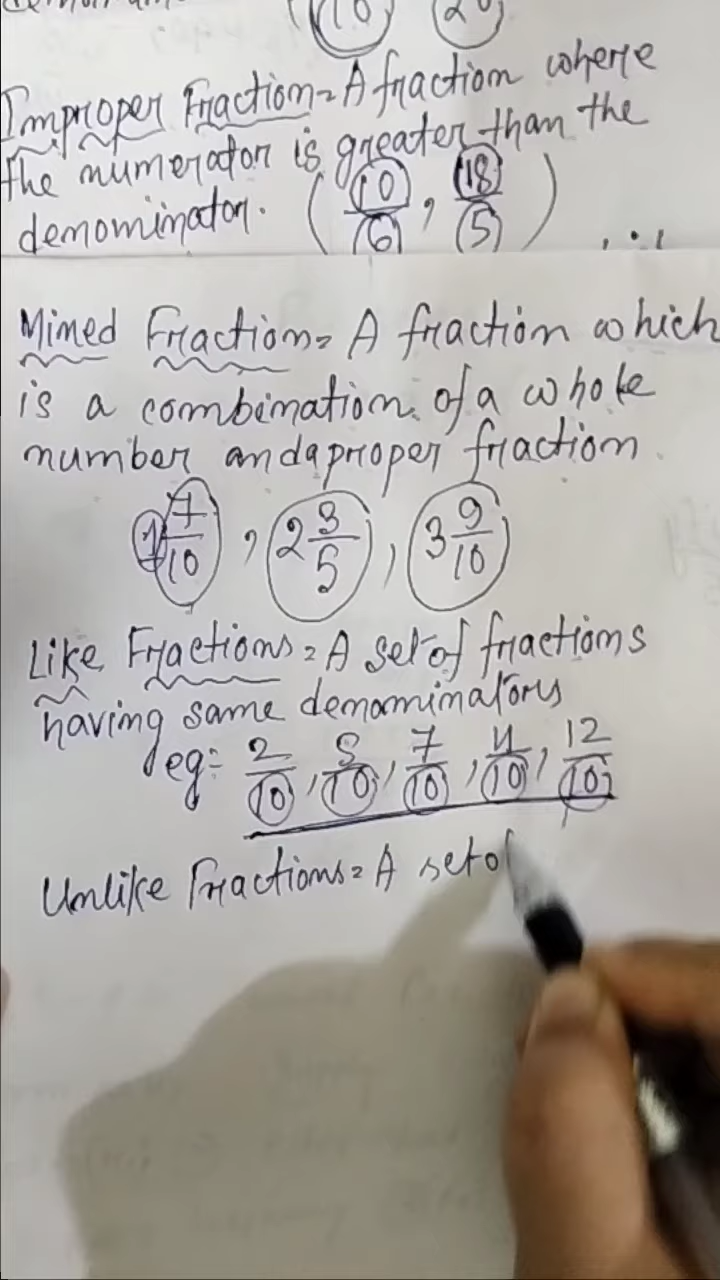 10 20
Improper Fraction = A fraction where
the numerator is greater than the
denominator. (10/6, 18/5) ...
Mixed Fraction = A fraction which
is a combination of a whole
number and a proper fraction
1 7/10, 2 3/5, 3 9/10
Like Fractions = A set of fractions
having same denominators
eg:- 2/10, 5/10, 7/10, 4/10, 12/10
Unlike Fractions = A set of